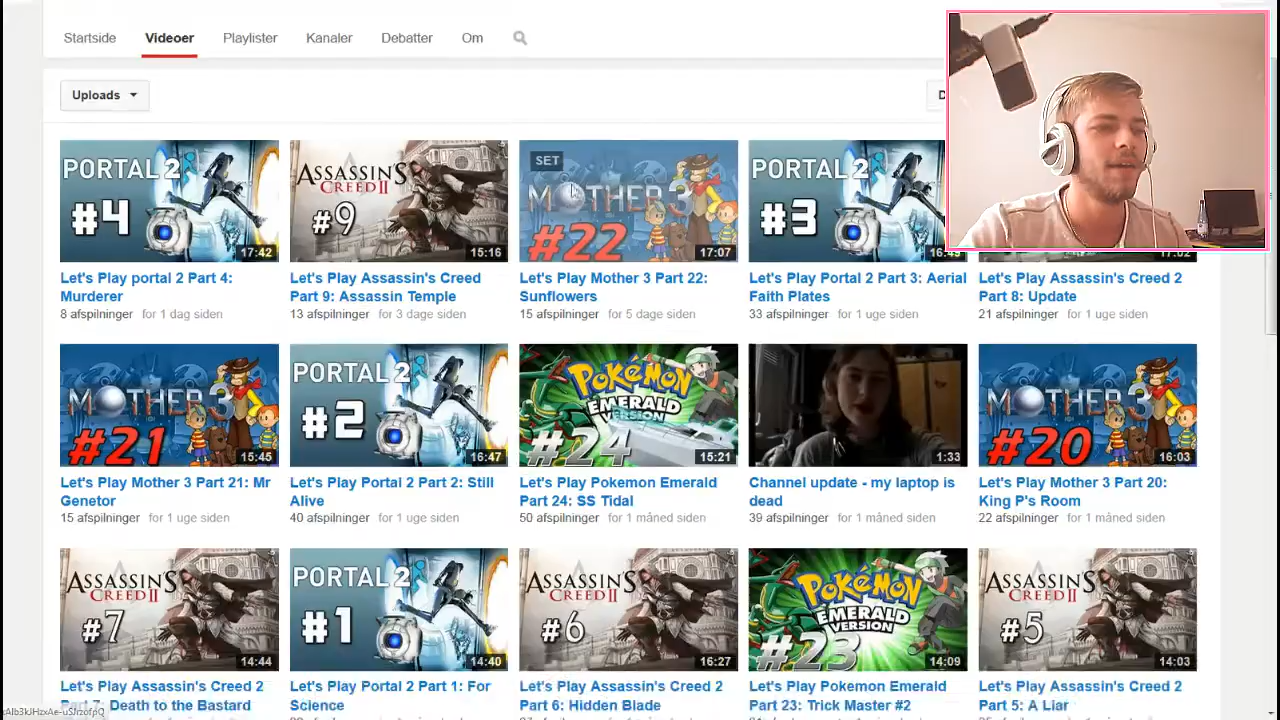 Startside Videoer Playlister Kanaler Debatter Om
Uploads
D
PORTAL 2
#4
17:42
ASSASSIN'S
CREED II
#9
15:16
SET
MOTHER 3
#22
17:07
PORTAL 2
#3
16:49
17:02
Let's Play portal 2 Part 4:
Murderer
8 afspilninger for 1 dag siden
Let's Play Assassin's Creed
Part 9: Assassin Temple
13 afspilninger for 3 dage siden
Let's Play Mother 3 Part 22:
Sunflowers
15 afspilninger for 5 dage siden
Let's Play Portal 2 Part 3: Aerial
Faith Plates
33 afspilninger for 1 uge siden
Let's Play Assassin's Creed 2
Part 8: Update
21 afspilninger for 1 uge siden
MOTHER 3
#21
15:45
PORTAL 2
#2
16:47
POKéMON
EMERALD
VERSION
#24
15:21
1:33
MOTHER 3
#20
16:03
Let's Play Mother 3 Part 21: Mr
Genetor
15 afspilninger for 1 uge siden
Let's Play Portal 2 Part 2: Still
Alive
40 afspilninger for 1 uge siden
Let's Play Pokemon Emerald
Part 24: SS Tidal
50 afspilninger for 1 måned siden
Channel update - my laptop is
dead
39 afspilninger for 1 måned siden
Let's Play Mother 3 Part 20:
King P's Room
22 afspilninger for 1 måned siden
ASSASSIN'S
CREED II
#7
14:44
PORTAL 2
#1
14:40
ASSASSIN'S
CREED II
#6
16:27
POKéMON
EMERALD
VERSION
#23
14:09
ASSASSIN'S
CREED II
#5
14:03
Let's Play Assassin's Creed 2
Death to the Bastard
Let's Play Portal 2 Part 1: For
Science
Let's Play Assassin's Creed 2
Part 6: Hidden Blade
Let's Play Pokemon Emerald
Part 23: Trick Master #2
Let's Play Assassin's Creed 2
Part 5: A Liar